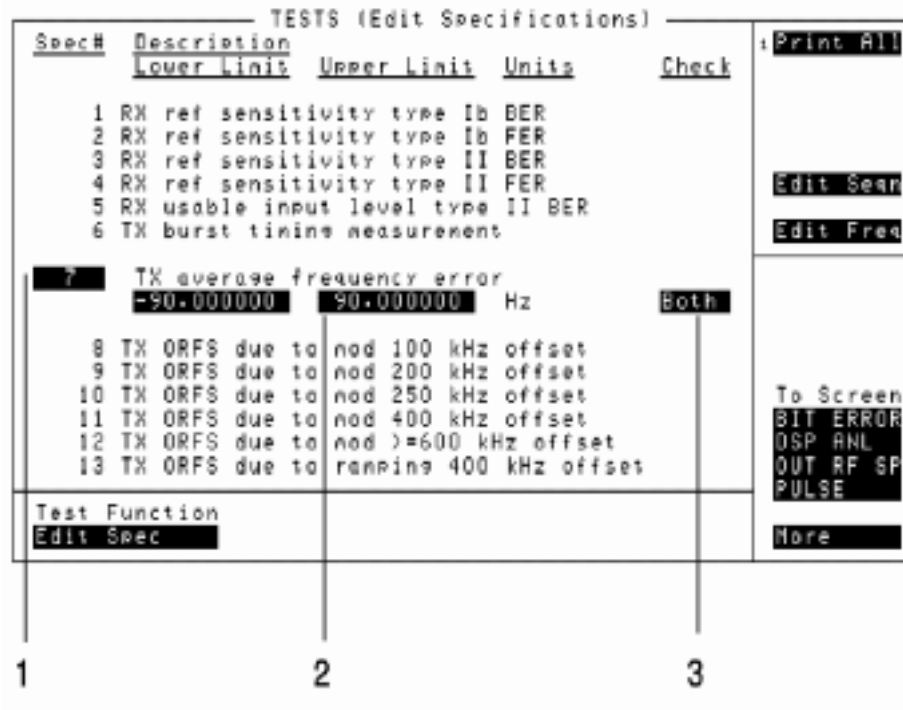 TESTS (Edit Specifications)
Spec# Description
Lower Limit Upper Limit Units Check
1 RX ref sensitivity type Ib BER
2 RX ref sensitivity type Ib FER
3 RX ref sensitivity type II BER
4 RX ref sensitivity type II FER
5 RX usable input level type II BER
6 TX burst timing measurement
7 TX average frequency error
-90.000000 90.000000 Hz Both
8 TX ORFS due to mod 100 kHz offset
9 TX ORFS due to mod 200 kHz offset
10 TX ORFS due to mod 250 kHz offset
11 TX ORFS due to mod 400 kHz offset
12 TX ORFS due to mod >=600 kHz offset
13 TX ORFS due to ramping 400 kHz offset
Test Function
Edit Spec
1 Print All
Edit Seqn
Edit Freq
To Screen
BIT ERROR
DSP ANL
OUT RF SP
PULSE
More
1 2 3